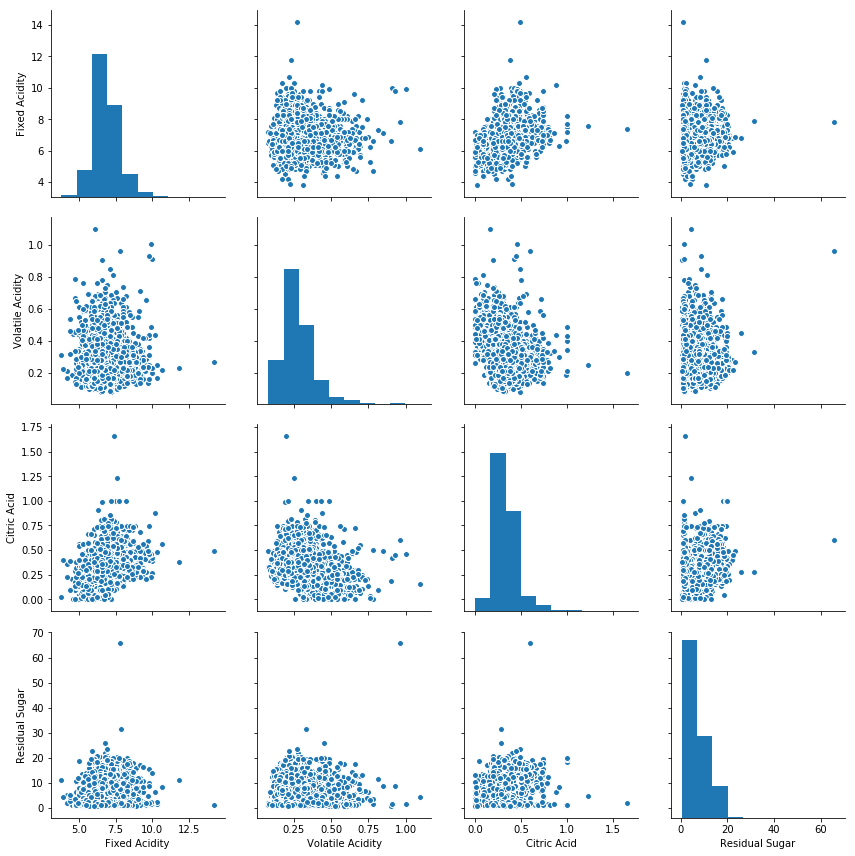 14
12
10
8
6
4
Fixed Acidity
1.0
0.8
0.6
0.4
0.2
Volatile Acidity
1.75
1.50
1.25
1.00
0.75
0.50
0.25
0.00
Citric Acid
70
60
50
40
30
20
10
0
Residual Sugar
5.0 7.5 10.0 12.5
Fixed Acidity
0.25 0.50 0.75 1.00
Volatile Acidity
0.0 0.5 1.0 1.5
Citric Acid
0 20 40 60
Residual Sugar